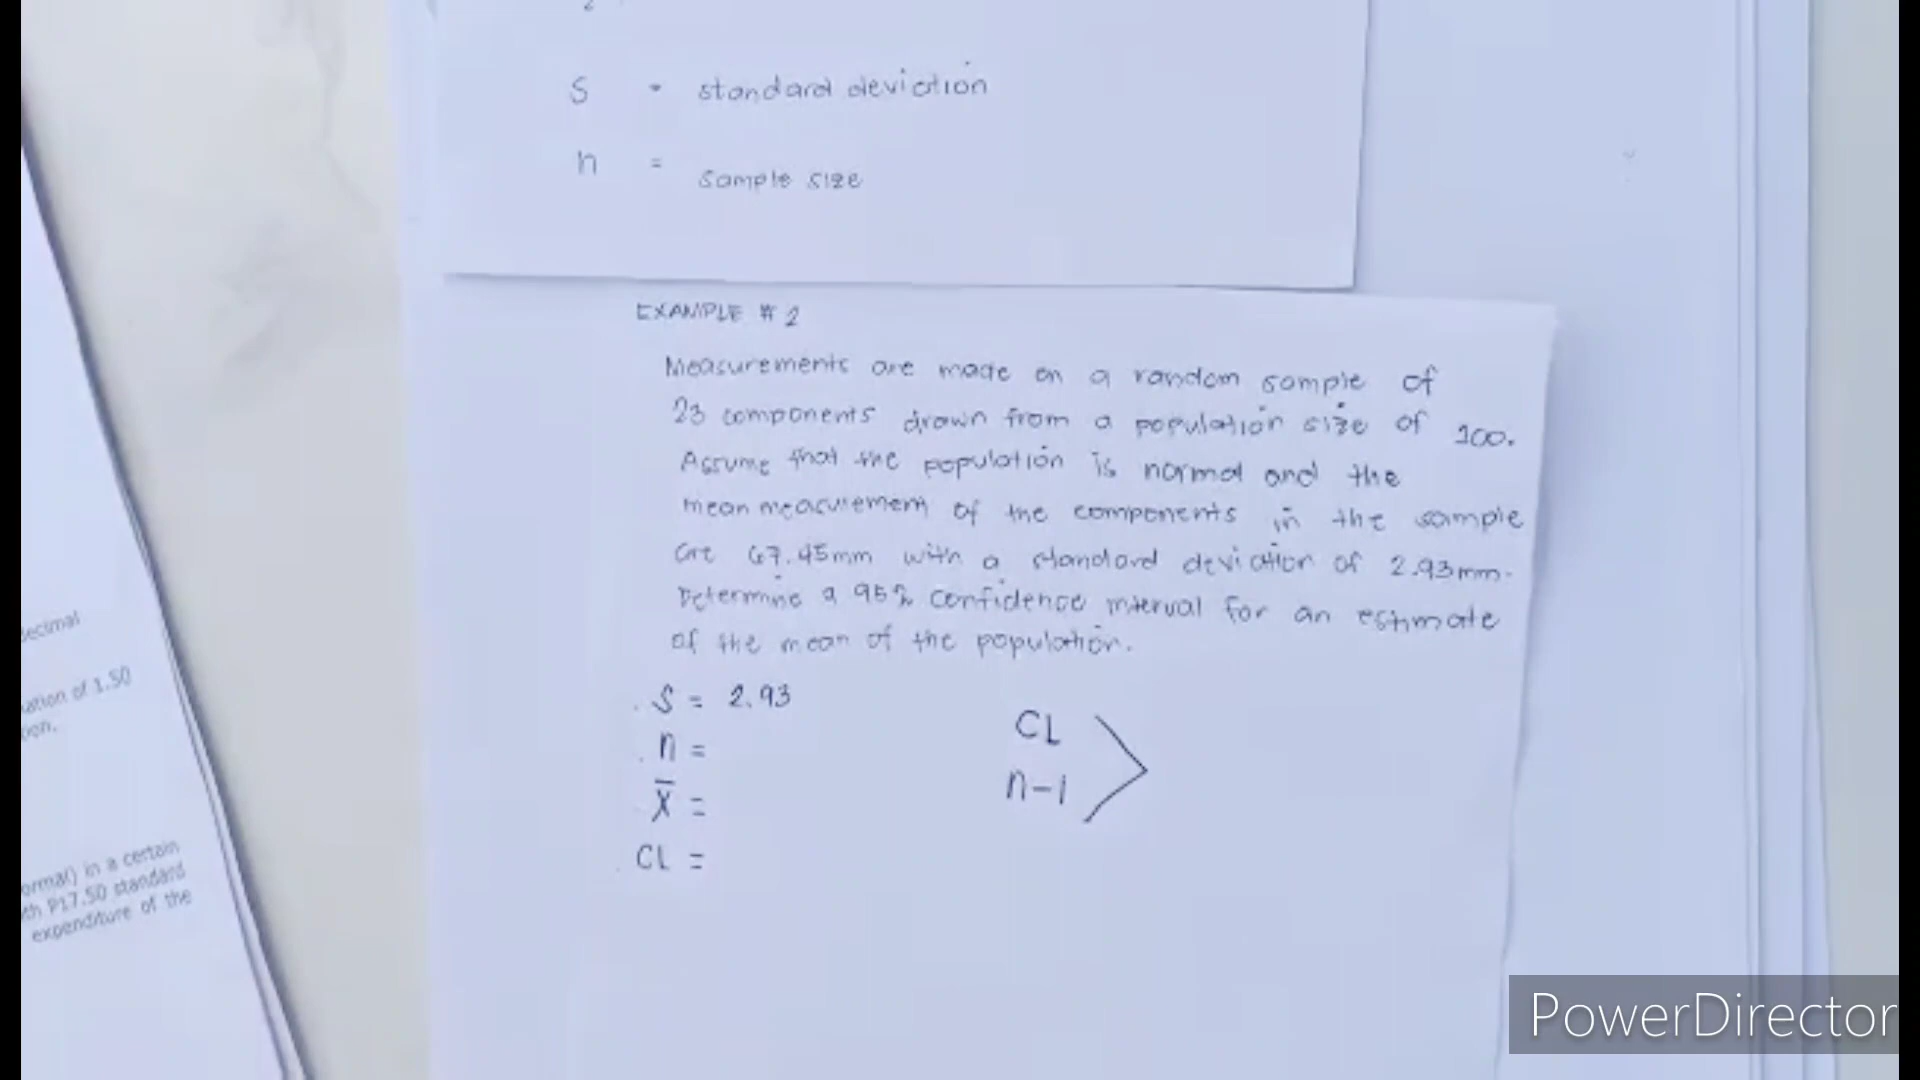 S = standard deviation
n = sample size
EXAMPLE # 2
Measurements are made on a random sample of
23 components drawn from a population size of 100.
Assume that the population is normal and the
mean measurement of the components in the sample
are 67.45mm with a standard deviation of 2.93mm.
Determine a 95% confidence interval for an estimate
of the mean of the population.
S = 2.93
n =
X̄ =
CL =
CL
n-1
decimal
ation of 1.50
ion.
ormal) in a certain
th P17.50 standard
expenditure of the
PowerDirector